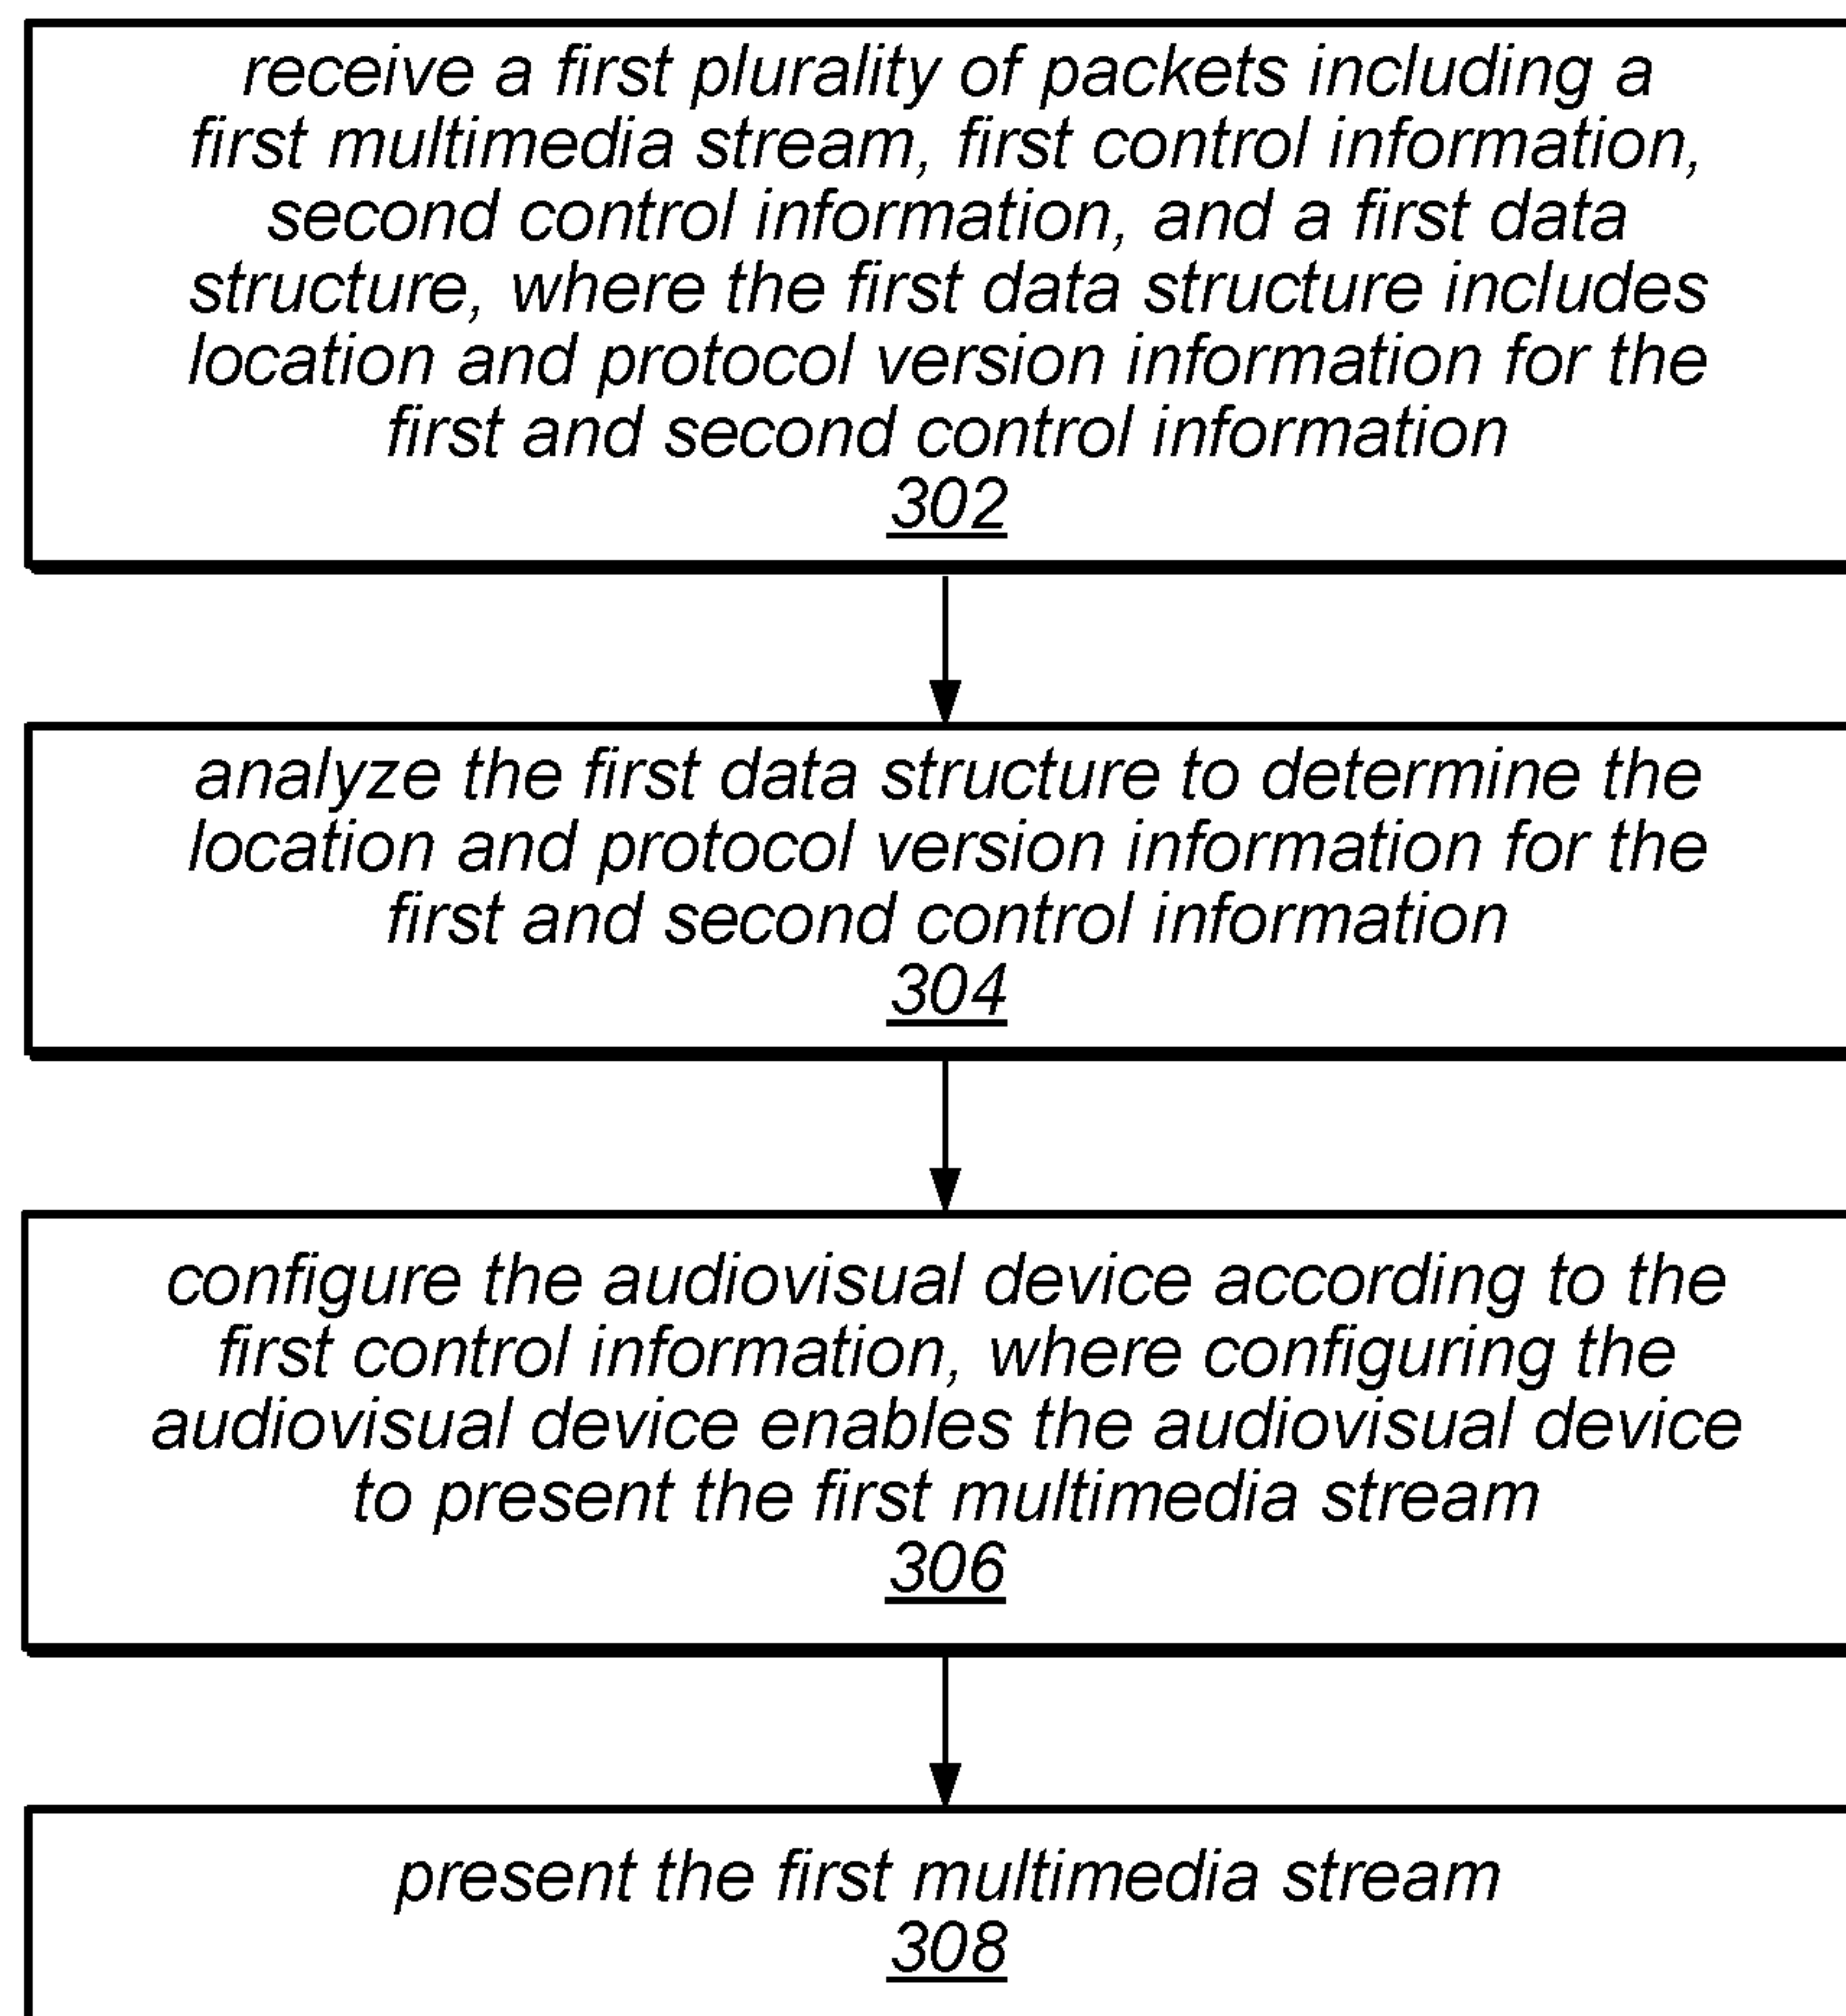 receive a first plurality of packets including a
first multimedia stream, first control information,
second control information, and a first data
structure, where the first data structure includes
location and protocol version information for the
first and second control information
302
analyze the first data structure to determine the
location and protocol version information for the
first and second control information
304
configure the audiovisual device according to the
first control information, where configuring the
audiovisual device enables the audiovisual device
to present the first multimedia stream
306
present the first multimedia stream
308